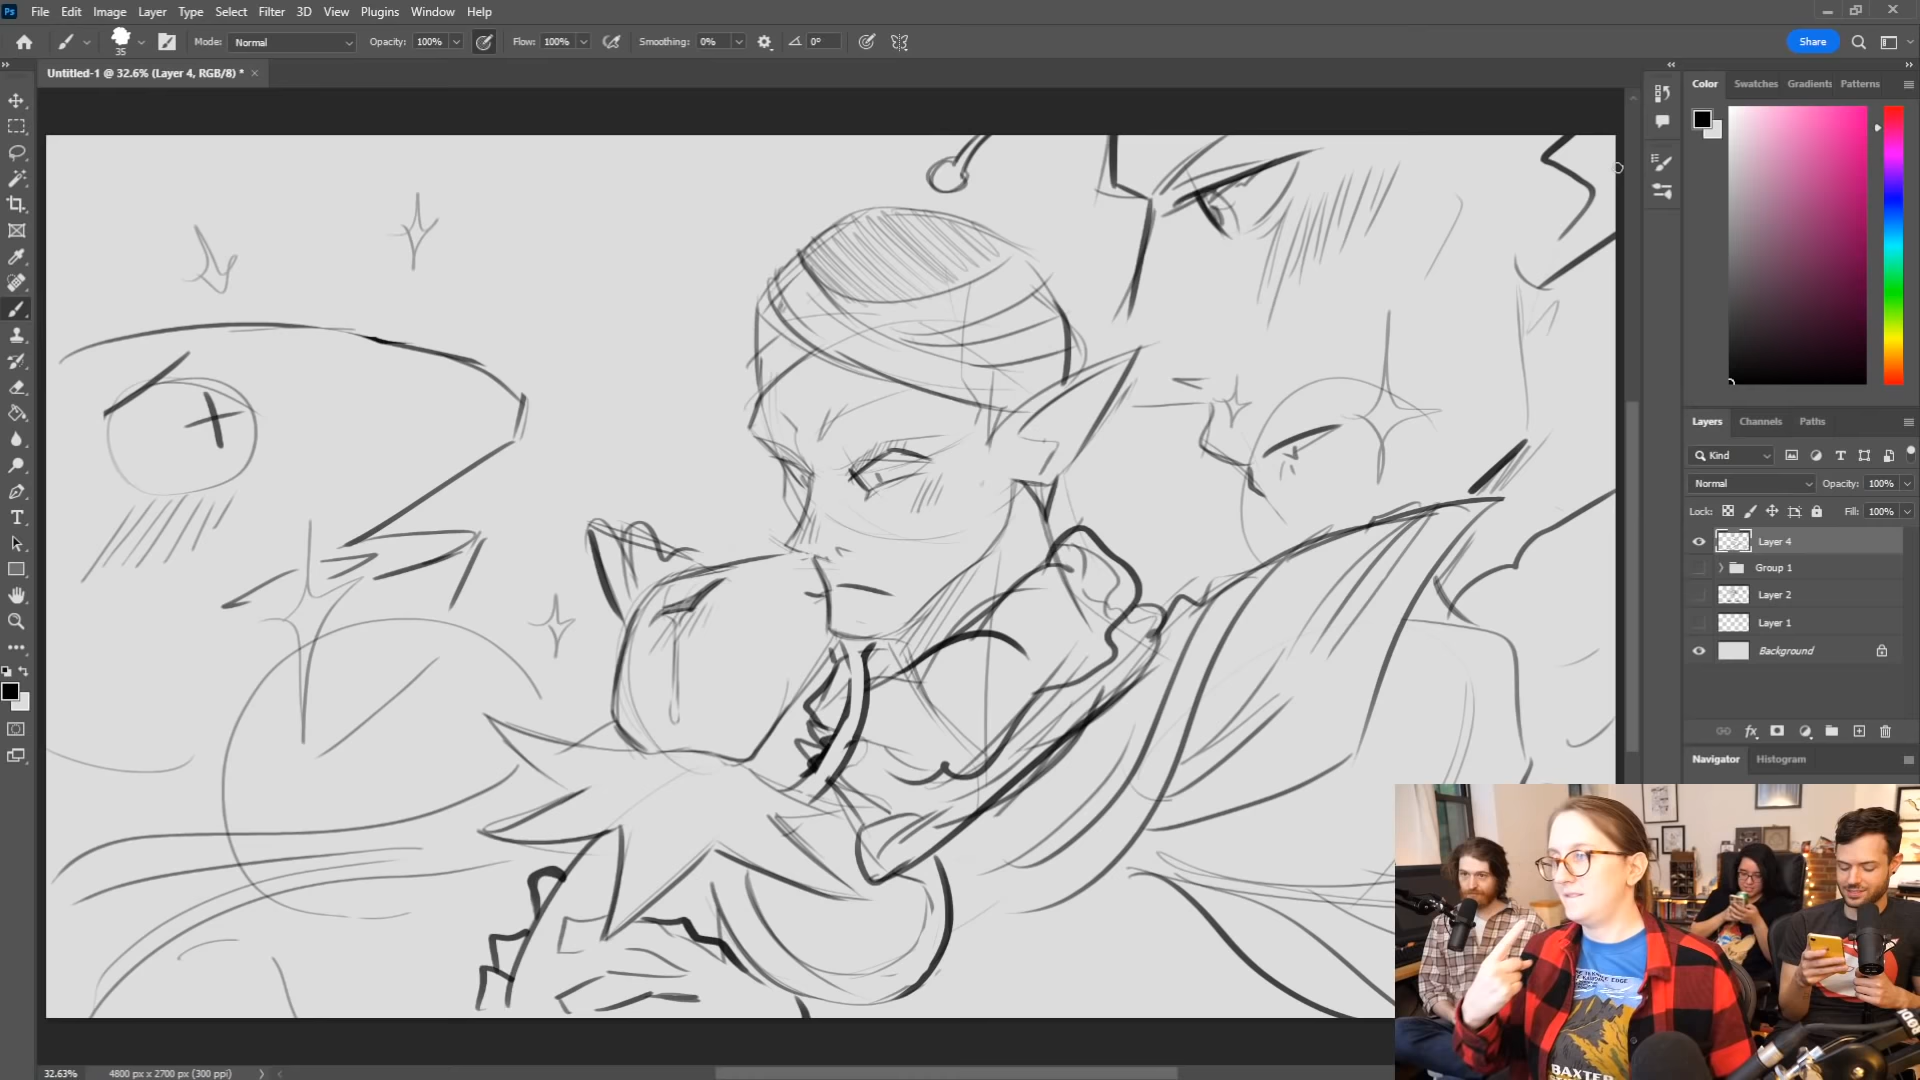 Ps File Edit Image Layer Type Select Filter 3D View Plugins Window Help
35 Mode: Normal Opacity: 100% Flow: 100% Smoothing: 0% 0° Share
Untitled-1 @ 32.6% (Layer 4, RGB/8) *
Color Swatches Gradients Patterns
Layers Channels Paths
Kind
Normal Opacity: 100%
Lock: Fill: 100%
Layer 4
Group 1
Layer 2
Layer 1
Background
Navigator Histogram
BAXTER
32.63% 4800 px x 2700 px (300 ppi)